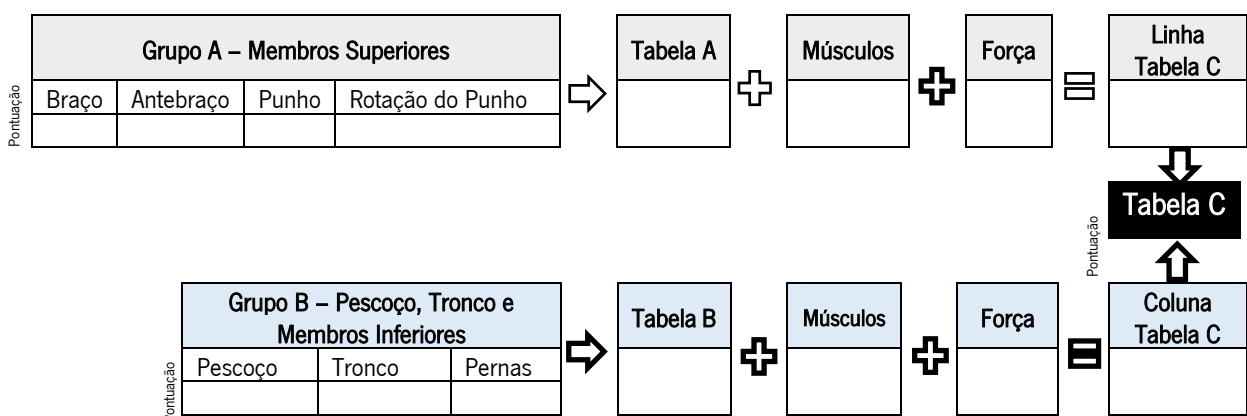 Grupo A – Membros Superiores
Tabela A
Músculos
Força
Linha
Tabela C
Pontuação
Braço
Antebraço
Punho
Rotação do Punho
Tabela C
Pontuação
Grupo B – Pescoço, Tronco e
Membros Inferiores
Tabela B
Músculos
Força
Coluna
Tabela C
Pontuação
Pescoço
Tronco
Pernas